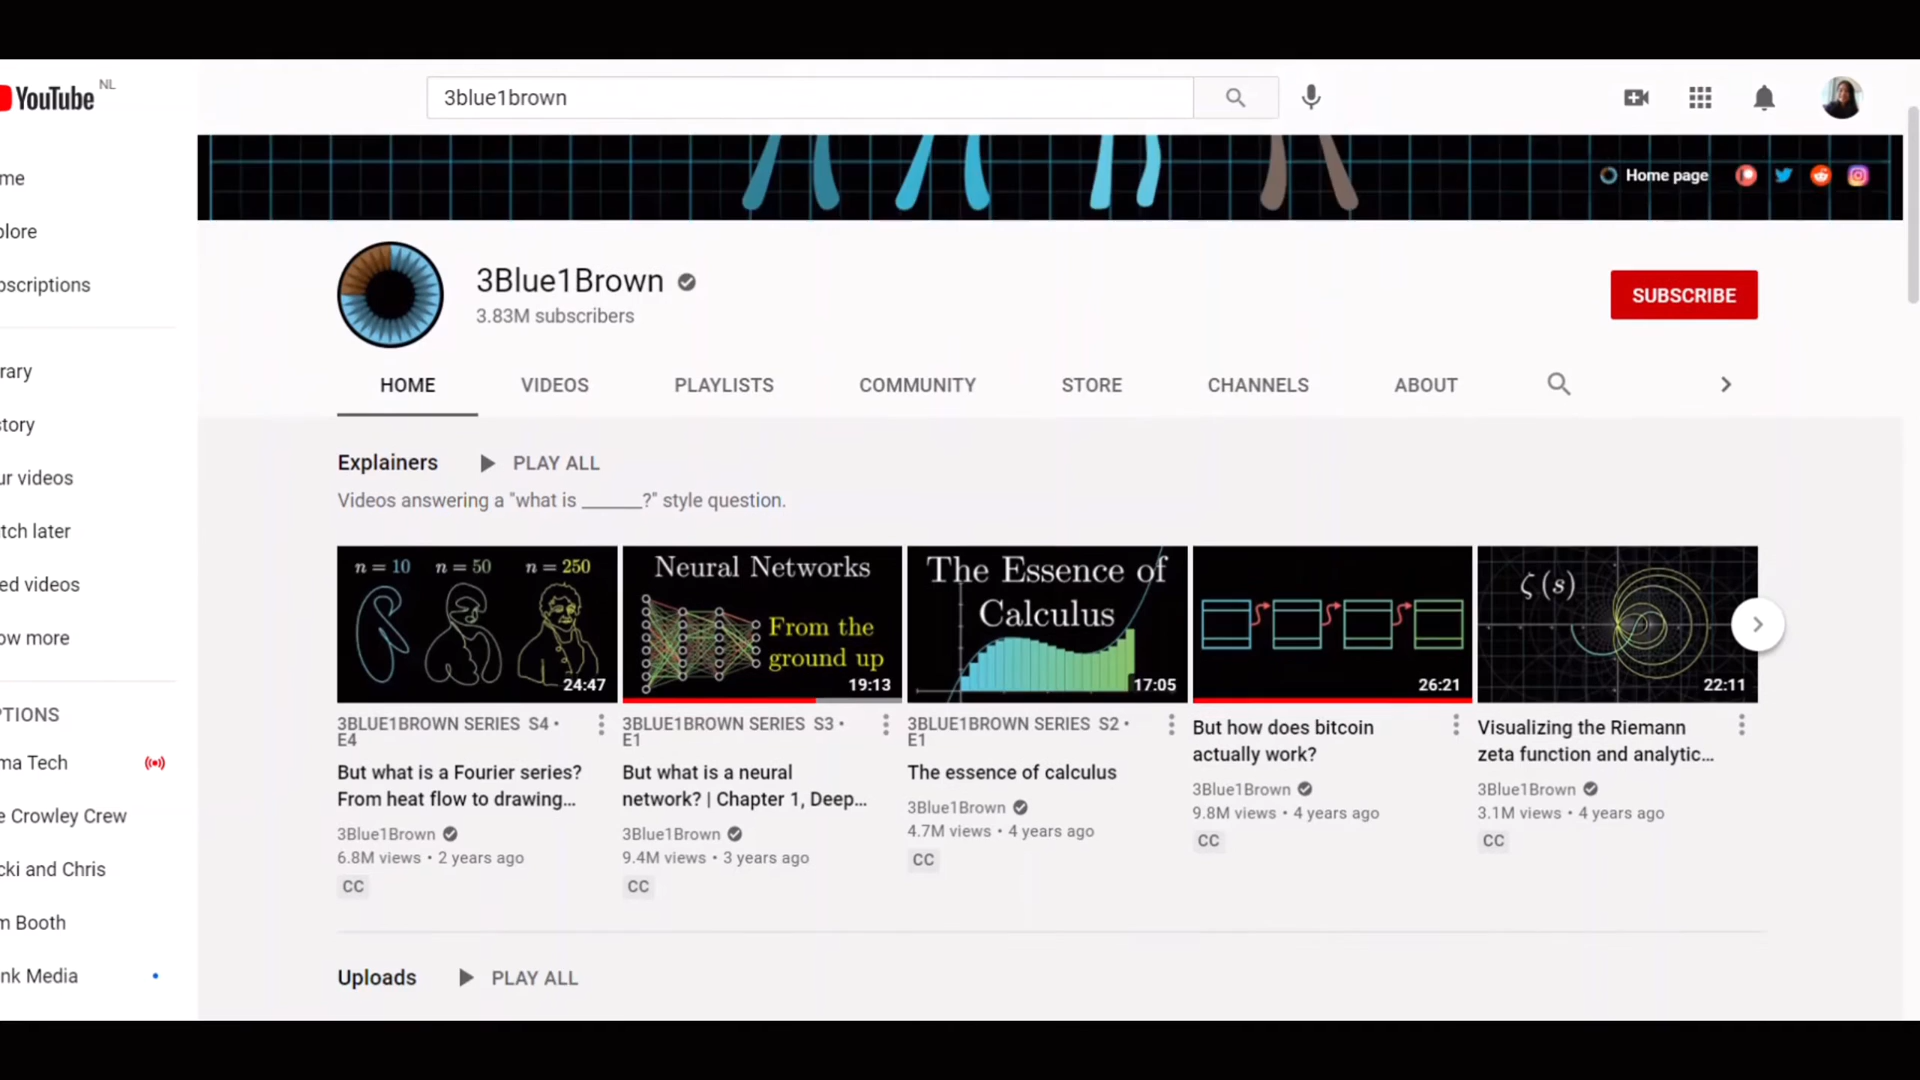 YouTube NL
3blue1brown
me
plore
bscriptions
rary
story
ur videos
tch later
ed videos
ow more
PTIONS
ma Tech
e Crowley Crew
cki and Chris
m Booth
nk Media
Home page
3Blue1Brown
3.83M subscribers
SUBSCRIBE
HOME VIDEOS PLAYLISTS COMMUNITY STORE CHANNELS ABOUT
Explainers PLAY ALL
Videos answering a "what is ______?" style question.
n = 10 n = 50 n = 250
24:47
3BLUE1BROWN SERIES S4 •
E4
But what is a Fourier series?
From heat flow to drawing...
3Blue1Brown
6.8M views • 2 years ago
CC
Neural Networks
From the
ground up
19:13
3BLUE1BROWN SERIES S3 •
E1
But what is a neural
network? | Chapter 1, Deep...
3Blue1Brown
9.4M views • 3 years ago
CC
The Essence of
Calculus
17:05
3BLUE1BROWN SERIES S2 •
E1
The essence of calculus
3Blue1Brown
4.7M views • 4 years ago
CC
26:21
But how does bitcoin
actually work?
3Blue1Brown
9.8M views • 4 years ago
CC
ζ(s)
22:11
Visualizing the Riemann
zeta function and analytic...
3Blue1Brown
3.1M views • 4 years ago
CC
Uploads PLAY ALL